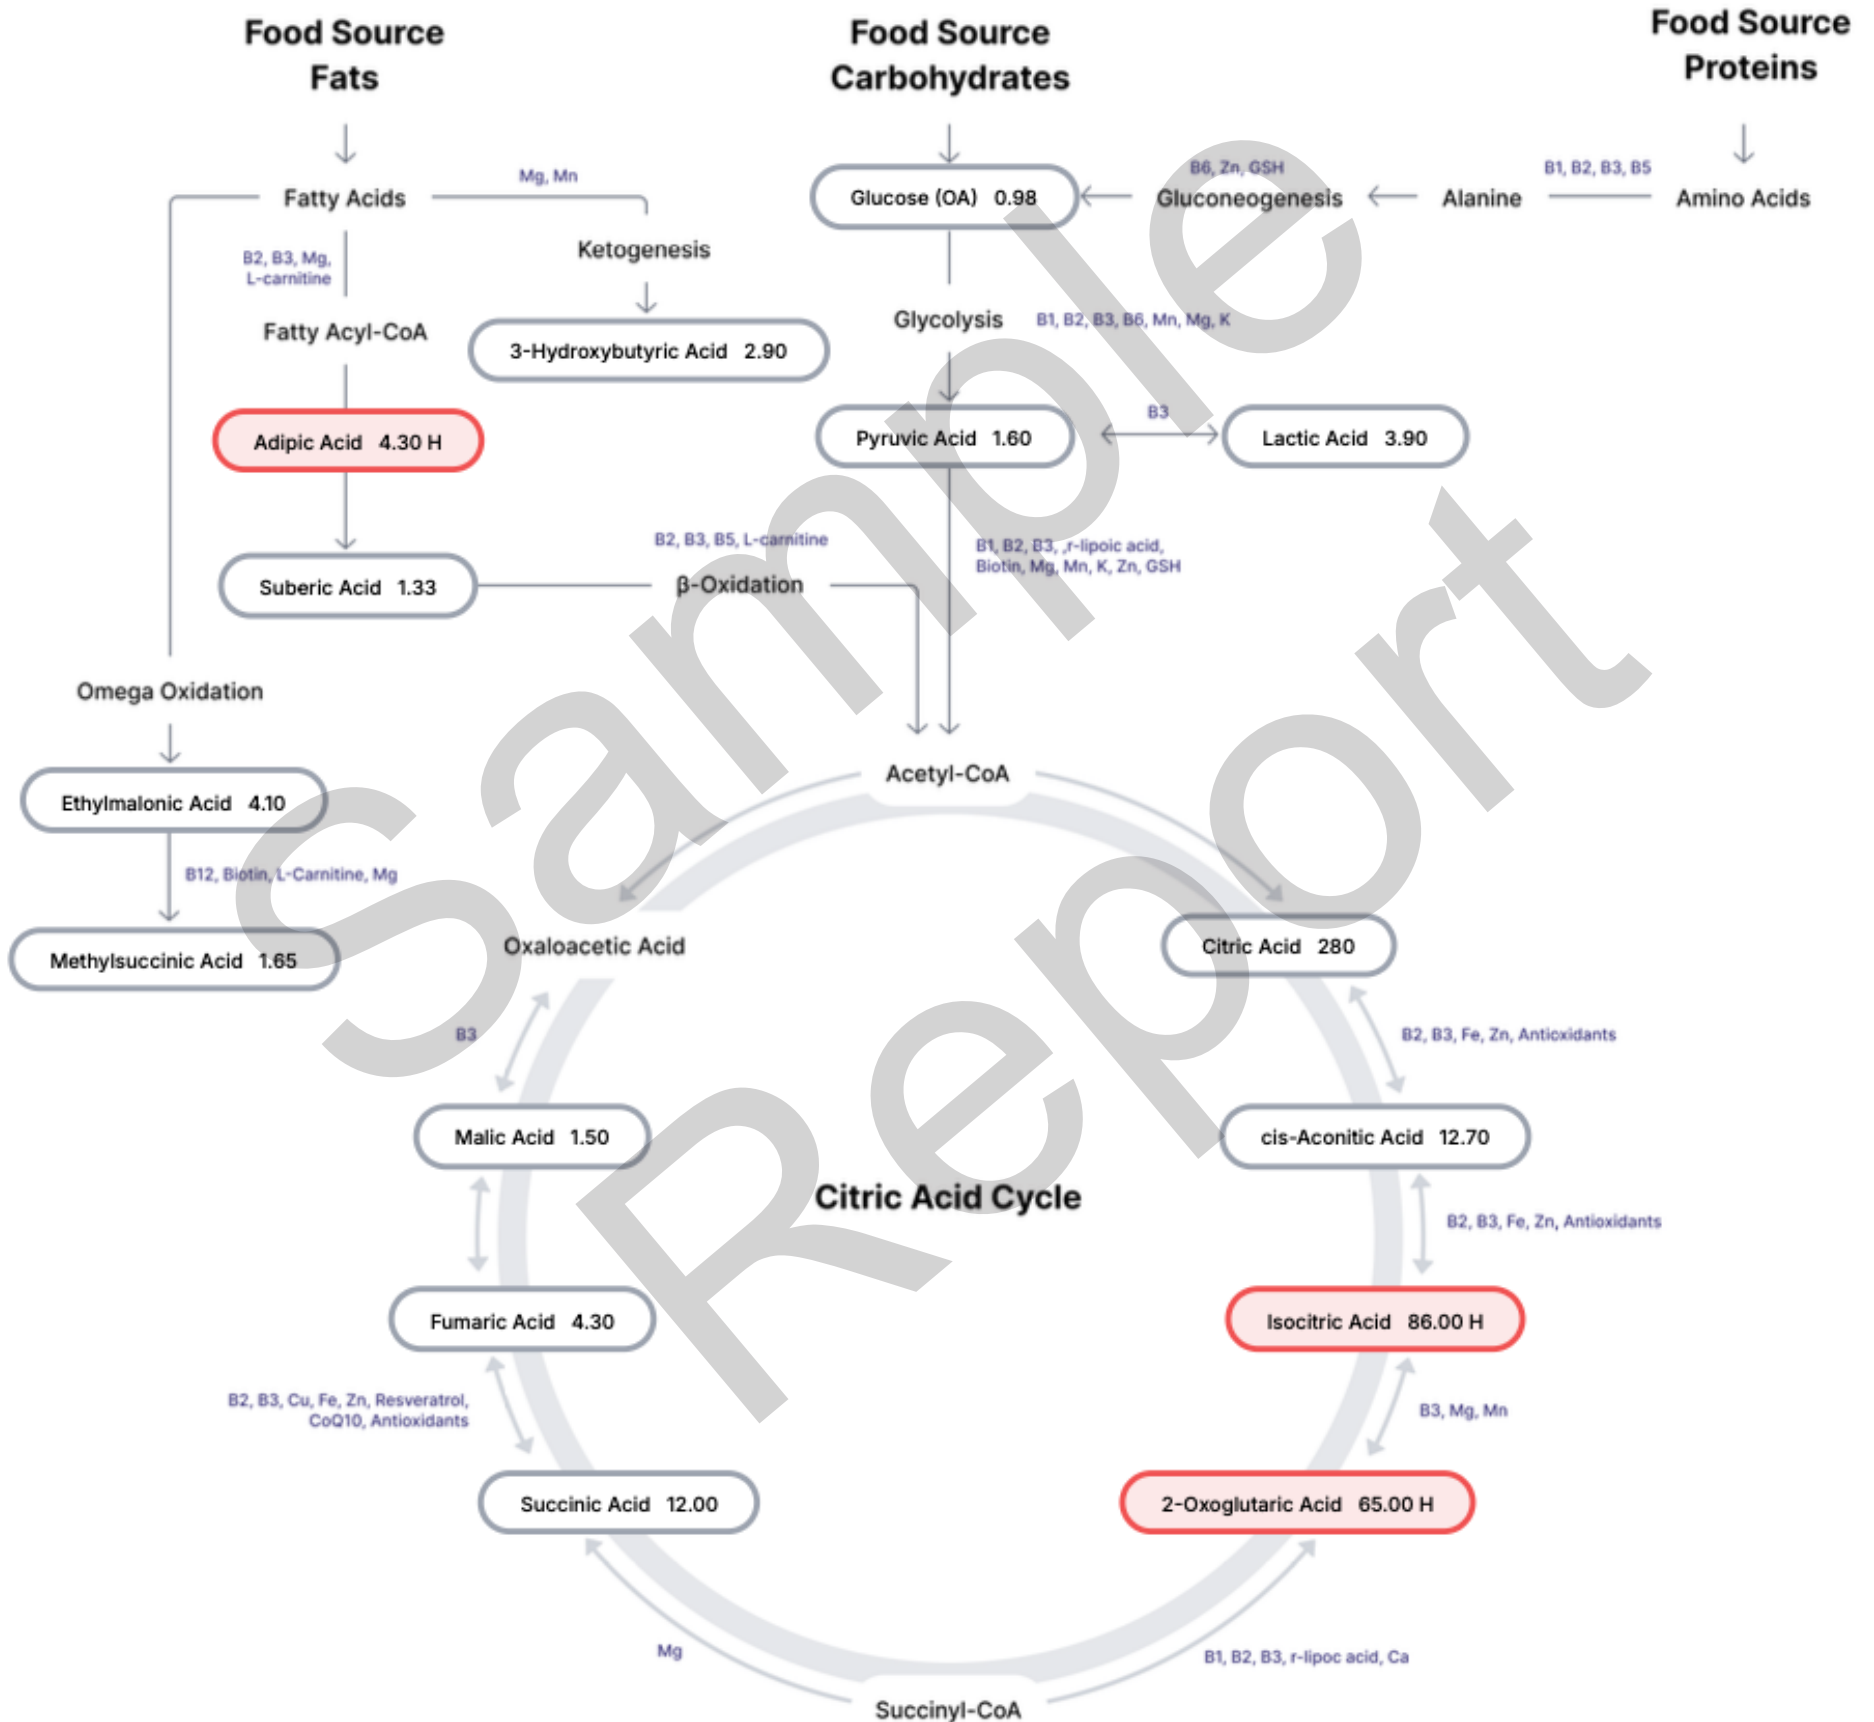 Food Source
Fats
Food Source
Carbohydrates
Food Source
Proteins
Fatty Acids
Mg, Mn
Glucose (OA) 0.98
B6, Zn, GSH
Gluconeogenesis
Alanine
B1, B2, B3, B5
Amino Acids
B2, B3, Mg,
L-carnitine
Ketogenesis
Fatty Acyl-CoA
3-Hydroxybutyric Acid 2.90
Glycolysis
B1, B2, B3, B6, Mn, Mg, K
Adipic Acid 4.30 H
Pyruvic Acid 1.60
B3
Lactic Acid 3.90
Suberic Acid 1.33
B2, B3, B5, L-carnitine
β-Oxidation
B1, B2, B3, ,r-lipoic acid,
Biotin, Mg, Mn, K, Zn, GSH
Omega Oxidation
Ethylmalonic Acid 4.10
B12, Biotin, L-Carnitine, Mg
Methylsuccinic Acid 1.65
Acetyl-CoA
Oxaloacetic Acid
Citric Acid 280
B3
B2, B3, Fe, Zn, Antioxidants
Malic Acid 1.50
cis-Aconitic Acid 12.70
Citric Acid Cycle
B2, B3, Fe, Zn, Antioxidants
Fumaric Acid 4.30
Isocitric Acid 86.00 H
B2, B3, Cu, Fe, Zn, Resveratrol,
CoQ10, Antioxidants
B3, Mg, Mn
Succinic Acid 12.00
2-Oxoglutaric Acid 65.00 H
Mg
B1, B2, B3, r-lipoc acid, Ca
Succinyl-CoA
Sample
Report